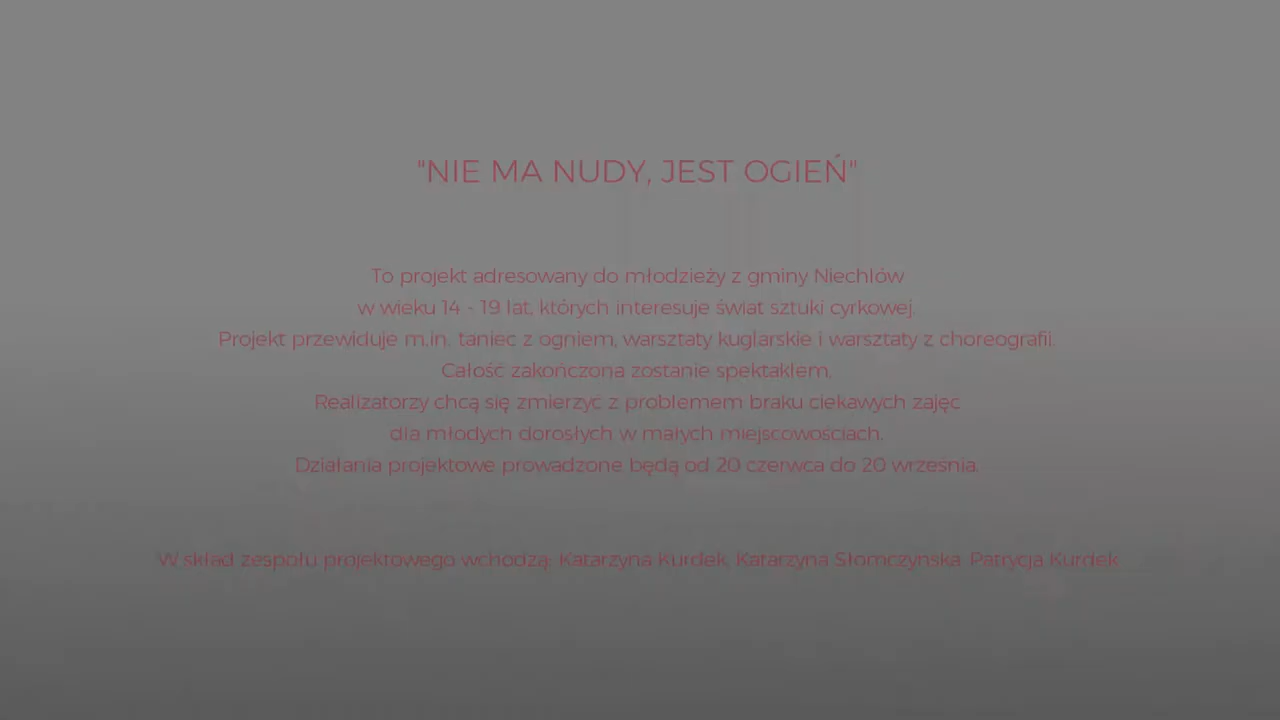 "NIE MA NUDY, JEST OGIEŃ"
To projekt adresowany do młodzieży z gminy Niechlów
w wieku 14 - 19 lat, których interesuje świat sztuki cyrkowej.
Projekt przewiduje m.in. taniec z ogniem, warsztaty kuglarskie i warsztaty z choreografii.
Całość zakończona zostanie spektaklem.
Realizatorzy chcą się zmierzyć z problemem braku ciekawych zajęć
dla młodych dorosłych w małych miejscowościach.
Działania projektowe prowadzone będą od 20 czerwca do 20 września.
W skład zespołu projektowego wchodzą: Katarzyna Kurdek, Katarzyna Słomczyńska, Patrycja Kurdek